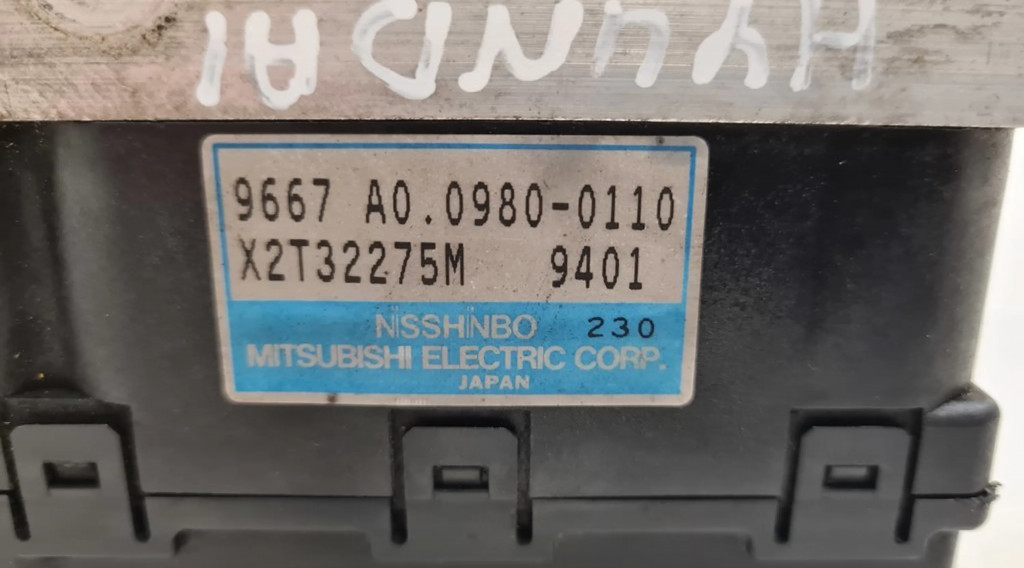 HYUNDAI
9667 A0.0980-0110
X2T32275M 9401
NISSHINBO 230
MITSUBISHI ELECTRIC CORP.
JAPAN